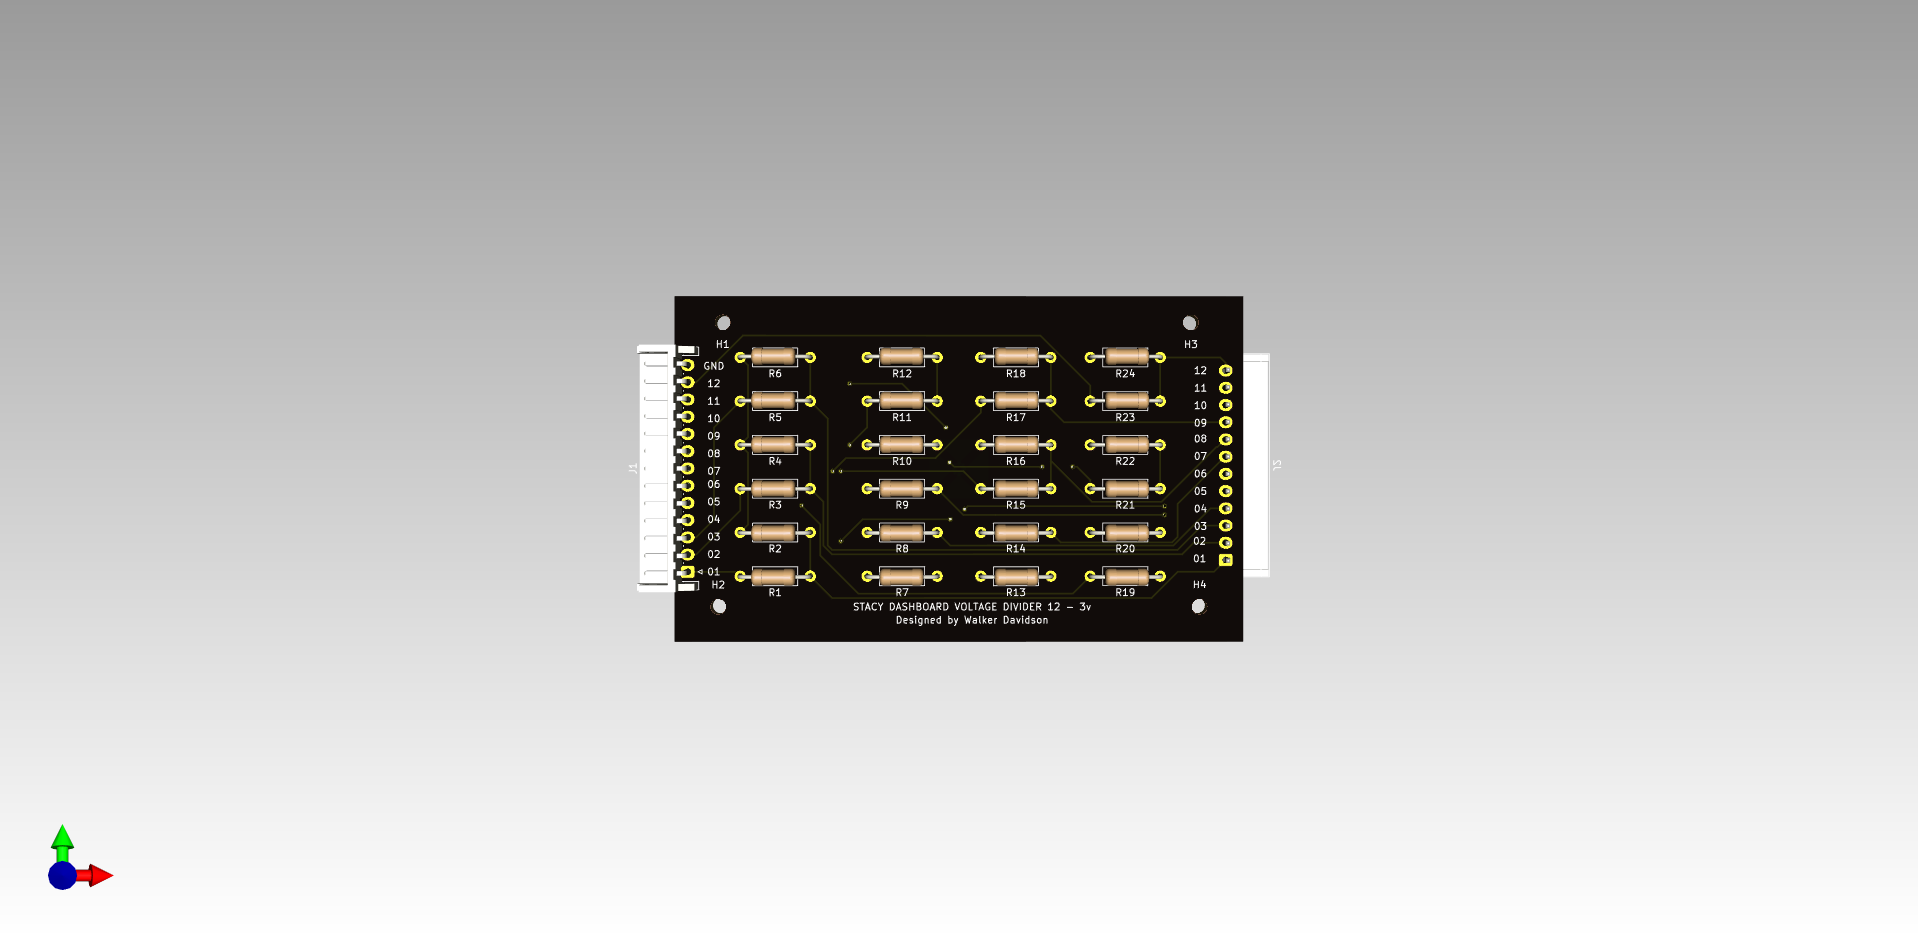 H1
H3
GND
12
11
10
09
08
07
06
05
04
03
02
01
J1
R6
R12
R18
R24
R5
R11
R17
R23
R4
R10
R16
R22
R3
R9
R15
R21
R2
R8
R14
R20
R1
R7
R13
R19
12
11
10
09
08
07
06
05
04
03
02
01
J2
H2
H4
STACY DASHBOARD VOLTAGE DIVIDER 12 - 3v
Designed by Walker Davidson